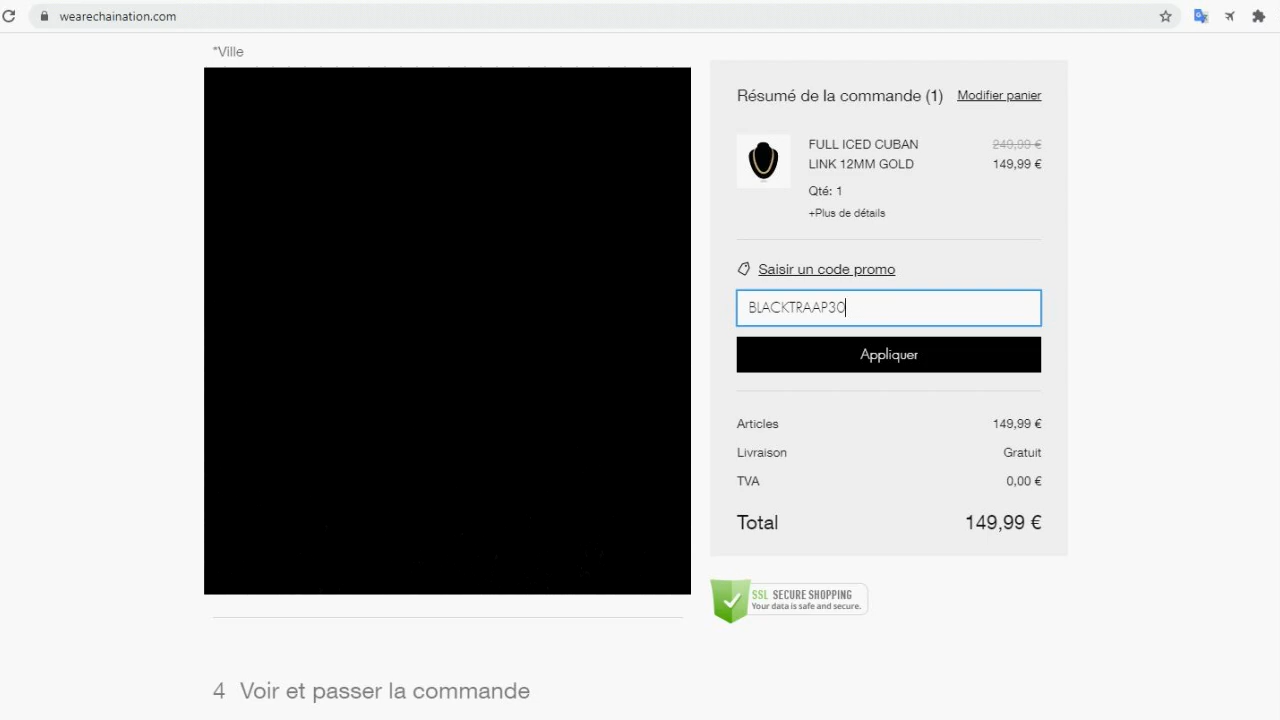 wearechaination.com
*Ville
Résumé de la commande (1) Modifier panier
FULL ICED CUBAN 249,99 €
LINK 12MM GOLD 149,99 €
Qté: 1
+Plus de détails
Saisir un code promo
BLACKTRAAP30
Appliquer
Articles 149,99 €
Livraison Gratuit
TVA 0,00 €
Total 149,99 €
SSL SECURE SHOPPING
Your data is safe and secure.
4 Voir et passer la commande